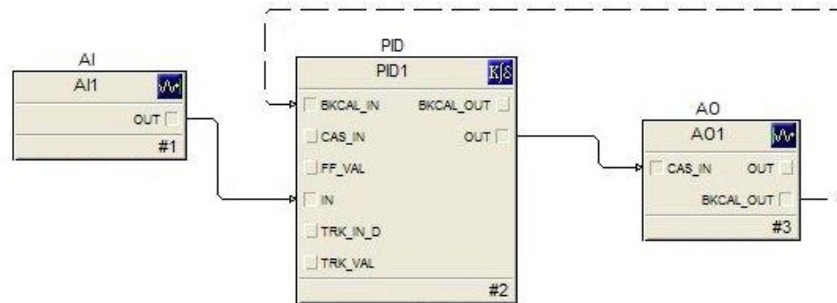 AI
AI1
OUT
#1
PID
PID1
K∫δ
BKCAL_IN BKCAL_OUT
CAS_IN OUT
FF_VAL
IN
TRK_IN_D
TRK_VAL
#2
AO
AO1
CAS_IN OUT
BKCAL_OUT
#3